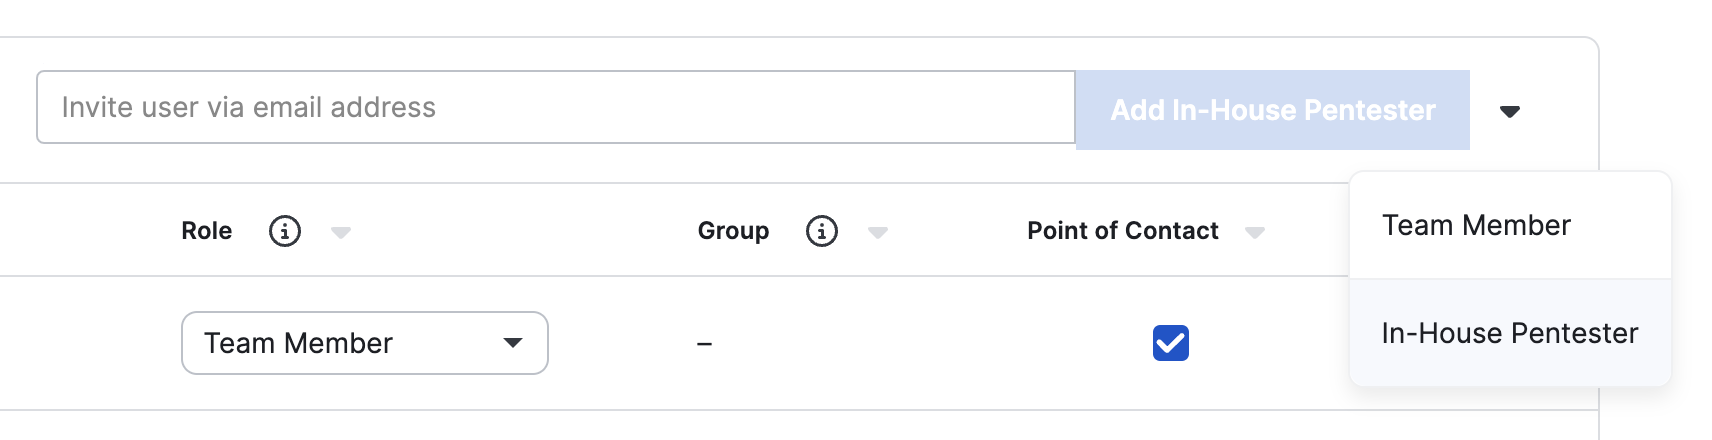 Invite user via email address
Add In-House Pentester
Role
Group
Point of Contact
Team Member
In-House Pentester
Team Member
–